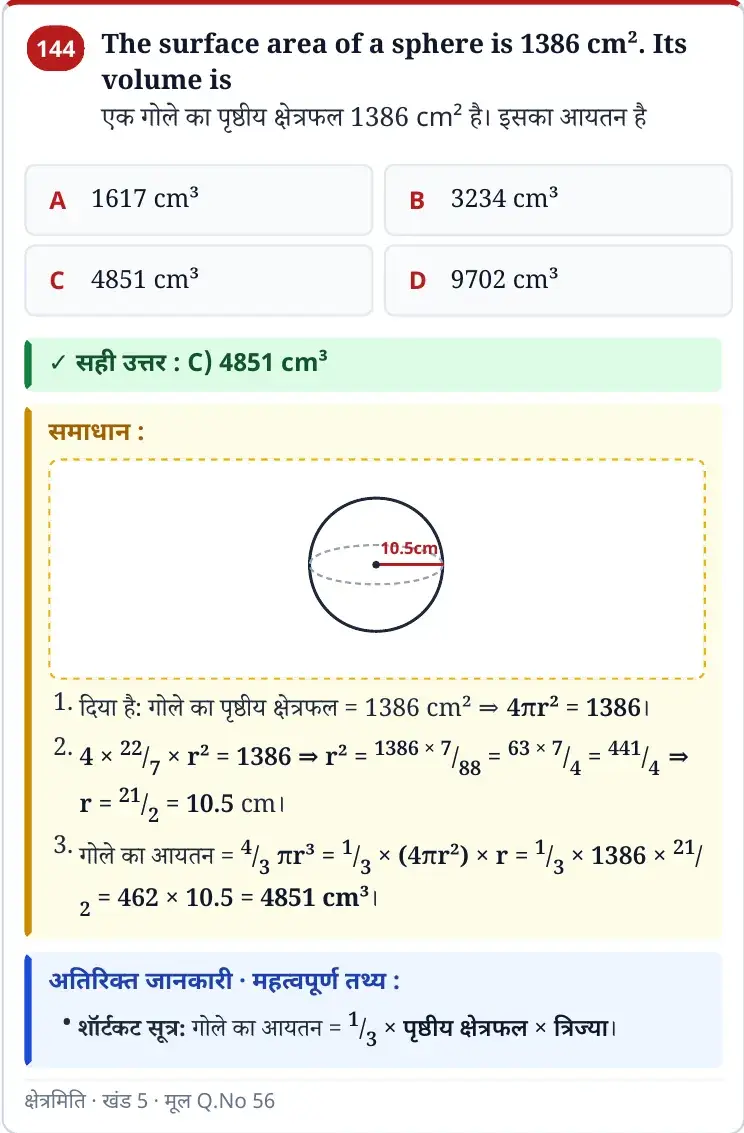 144 The surface area of a sphere is 1386 cm². Its
volume is
एक गोले का पृष्ठीय क्षेत्रफल 1386 cm² है। इसका आयतन है
A 1617 cm³ B 3234 cm³
C 4851 cm³ D 9702 cm³
✓ सही उत्तर : C) 4851 cm³
समाधान :
10.5cm
1. दिया है: गोले का पृष्ठीय क्षेत्रफल = 1386 cm² ⇒ 4πr² = 1386।
2. 4 × 22/7 × r² = 1386 ⇒ r² = 1386 × 7/88 = 63 × 7/4 = 441/4 ⇒
r = 21/2 = 10.5 cm।
3. गोले का आयतन = 4/3 πr³ = 1/3 × (4πr²) × r = 1/3 × 1386 × 21/
2 = 462 × 10.5 = 4851 cm³।
अतिरिक्त जानकारी · महत्वपूर्ण तथ्य :
• शॉर्टकट सूत्र: गोले का आयतन = 1/3 × पृष्ठीय क्षेत्रफल × त्रिज्या।
क्षेत्रमिति · खंड 5 · मूल Q.No 56